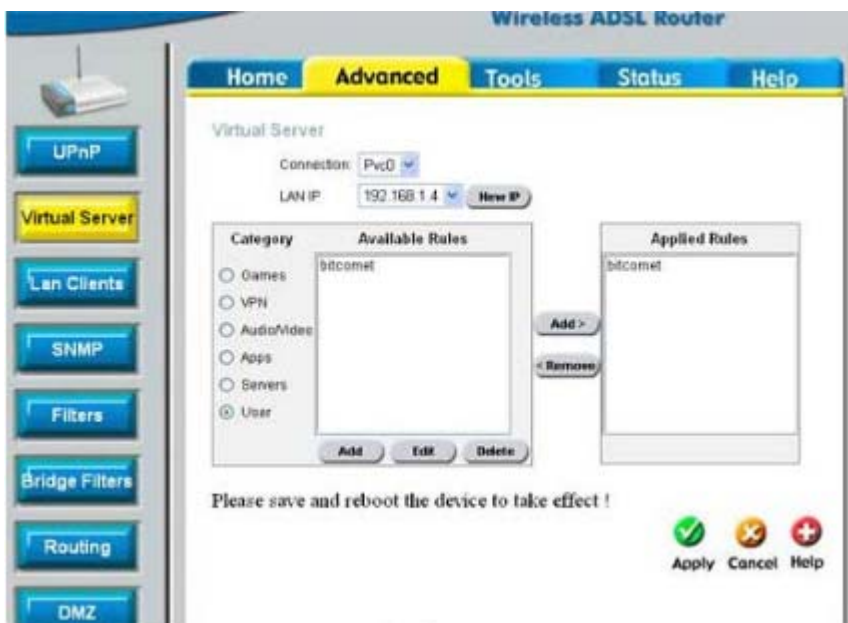 Wireless ADSL Router
Home Advanced Tools Status Help
UPnP
Virtual Server
Lan Clients
SNMP
Filters
Bridge Filters
Routing
DMZ
Virtual Server
Connection: Pvc0
LAN IP 192.168.1.4 New IP
Category Available Rules Applied Rules
Games
VPN
Audio/Video
Apps
Servers
User
bitcomet
bitcomet
Add >
< Remove
Add Edit Delete
Please save and reboot the device to take effect !
Apply Cancel Help